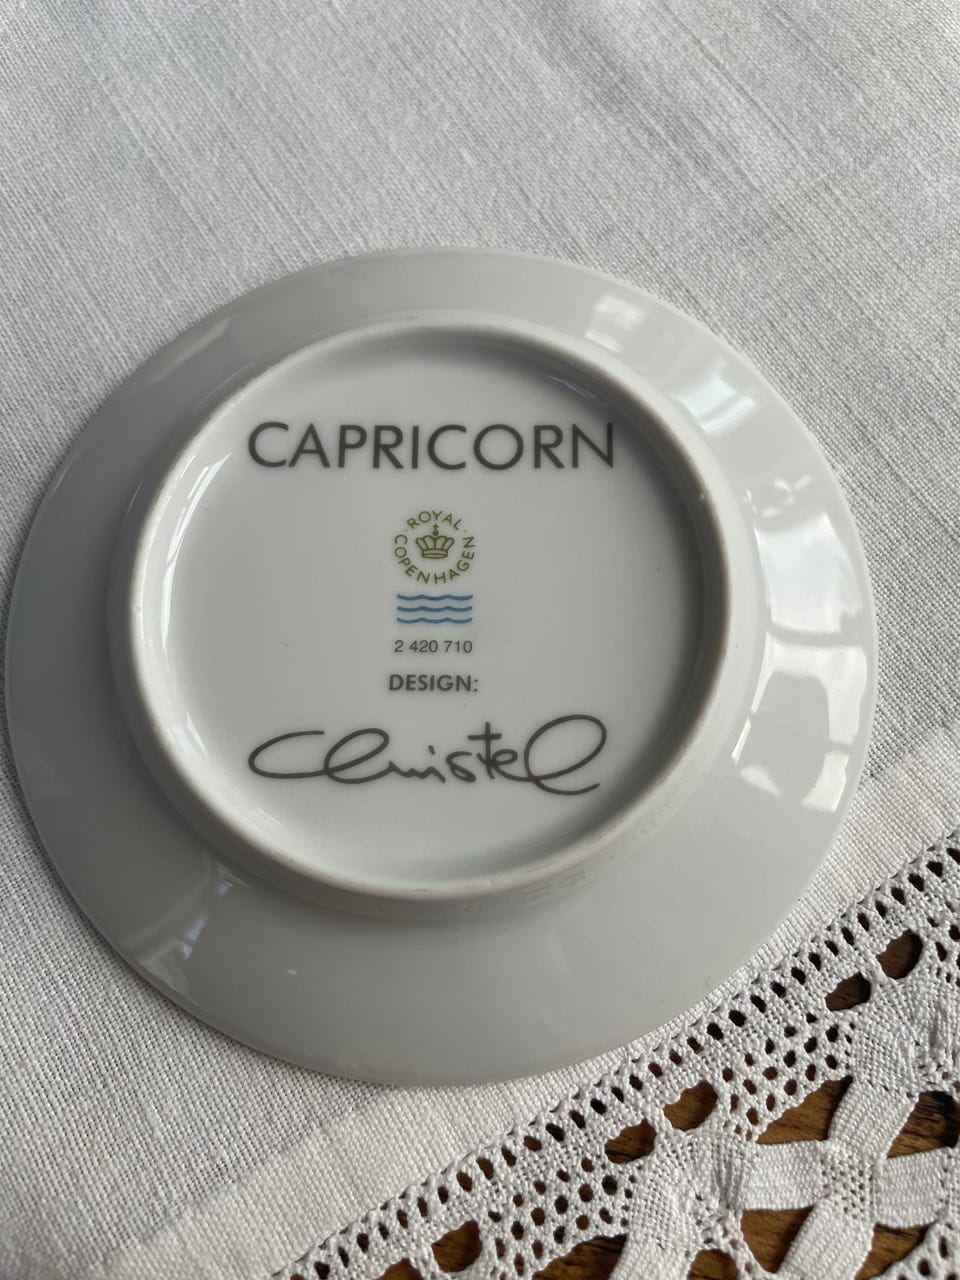 CAPRICORN
ROYAL
COPENHAGEN
2 420 710
DESIGN:
Christel